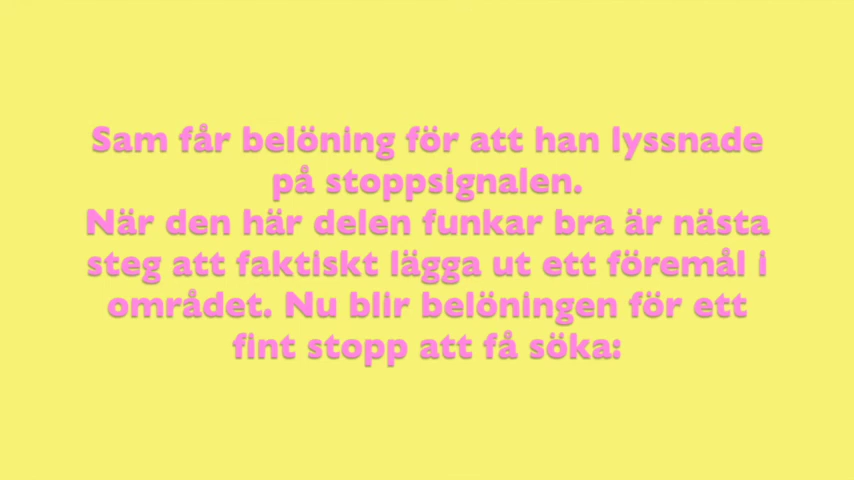 Sam får belöning för att han lyssnade
på stoppsignalen.
När den här delen funkar bra är nästa
steg att faktiskt lägga ut ett föremål i
området. Nu blir belöningen för ett
fint stopp att få söka: